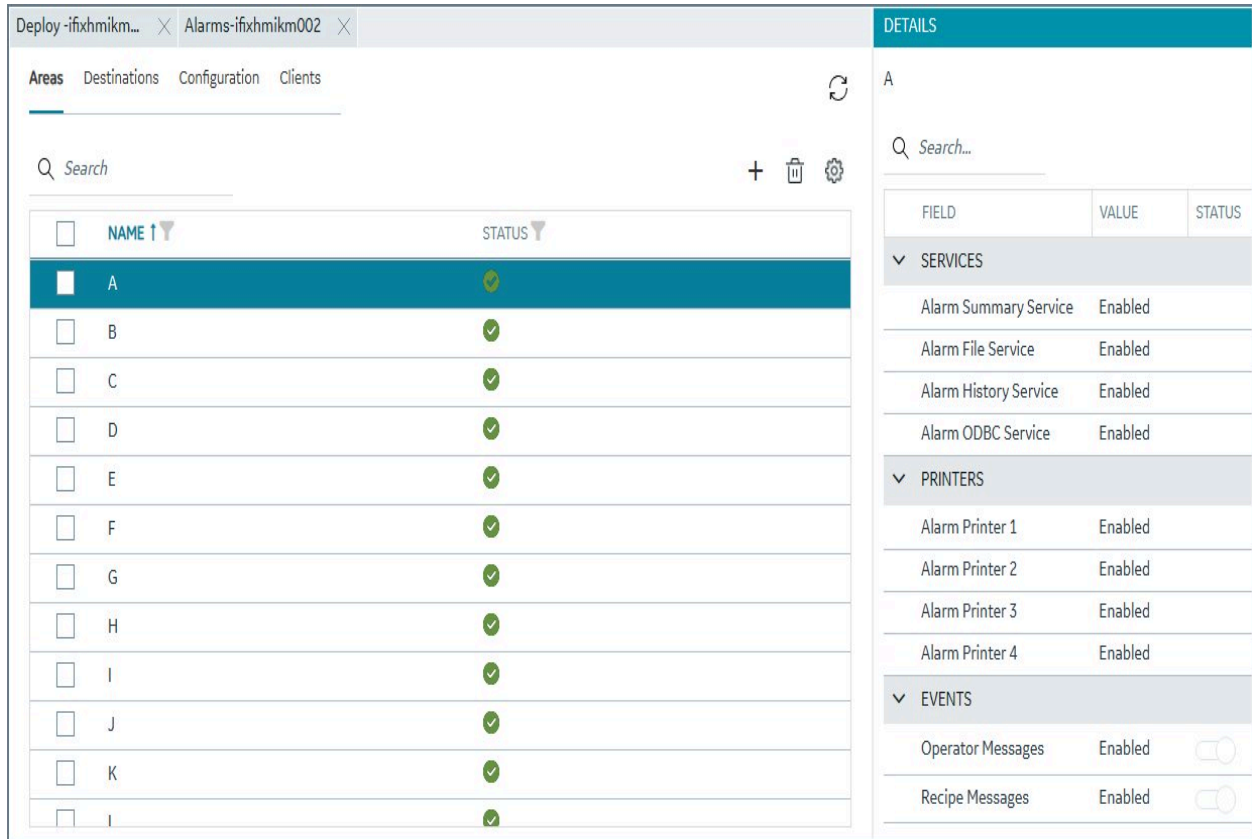 Deploy -ifixhmikm...
Alarms-ifixhmikm002
Areas Destinations Configuration Clients
Search
NAME STATUS
A
B
C
D
E
F
G
H
I
J
K
DETAILS
A
Search...
FIELD VALUE STATUS
SERVICES
Alarm Summary Service Enabled
Alarm File Service Enabled
Alarm History Service Enabled
Alarm ODBC Service Enabled
PRINTERS
Alarm Printer 1 Enabled
Alarm Printer 2 Enabled
Alarm Printer 3 Enabled
Alarm Printer 4 Enabled
EVENTS
Operator Messages Enabled
Recipe Messages Enabled